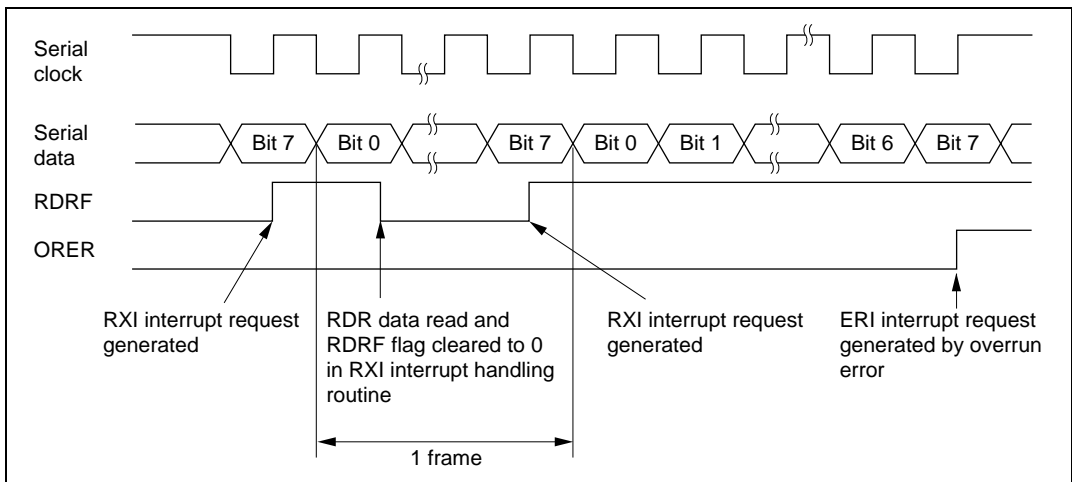 Serial
clock
Serial
data
Bit 7
Bit 0
Bit 7
Bit 0
Bit 1
Bit 6
Bit 7
RDRF
ORER
RXI interrupt request
generated
RDR data read and
RDRF flag cleared to 0
in RXI interrupt handling
routine
RXI interrupt request
generated
ERI interrupt request
generated by overrun
error
1 frame